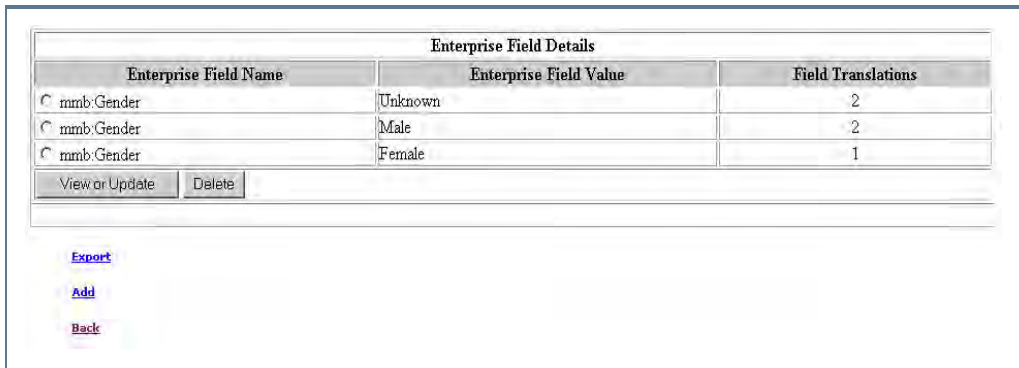 Enterprise Field Details
Enterprise Field Name Enterprise Field Value Field Translations
mmb:Gender Unknown 2
mmb:Gender Male 2
mmb:Gender Female 1
View or Update Delete
Export
Add
Back